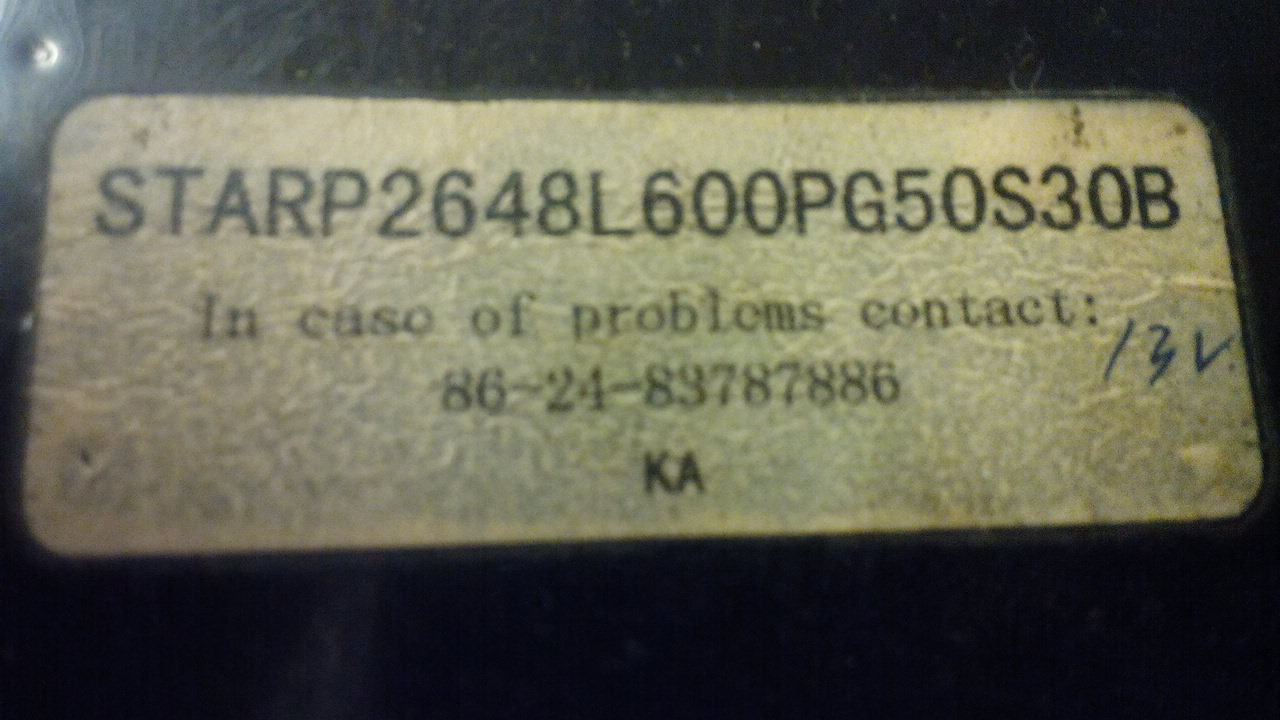 STARP2648L600PG50S30B
In case of problems contact:
13V.
86-24-83787886
KA